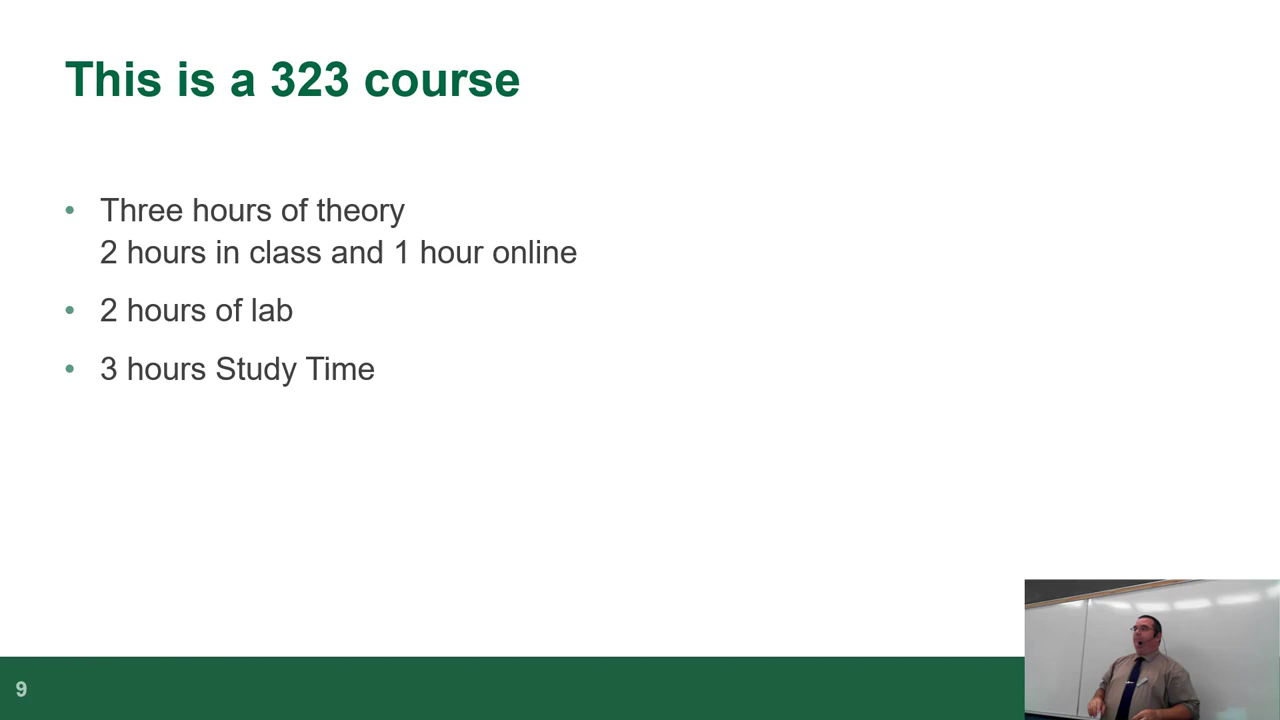 This is a 323 course
• Three hours of theory
2 hours in class and 1 hour online
• 2 hours of lab
• 3 hours Study Time
9